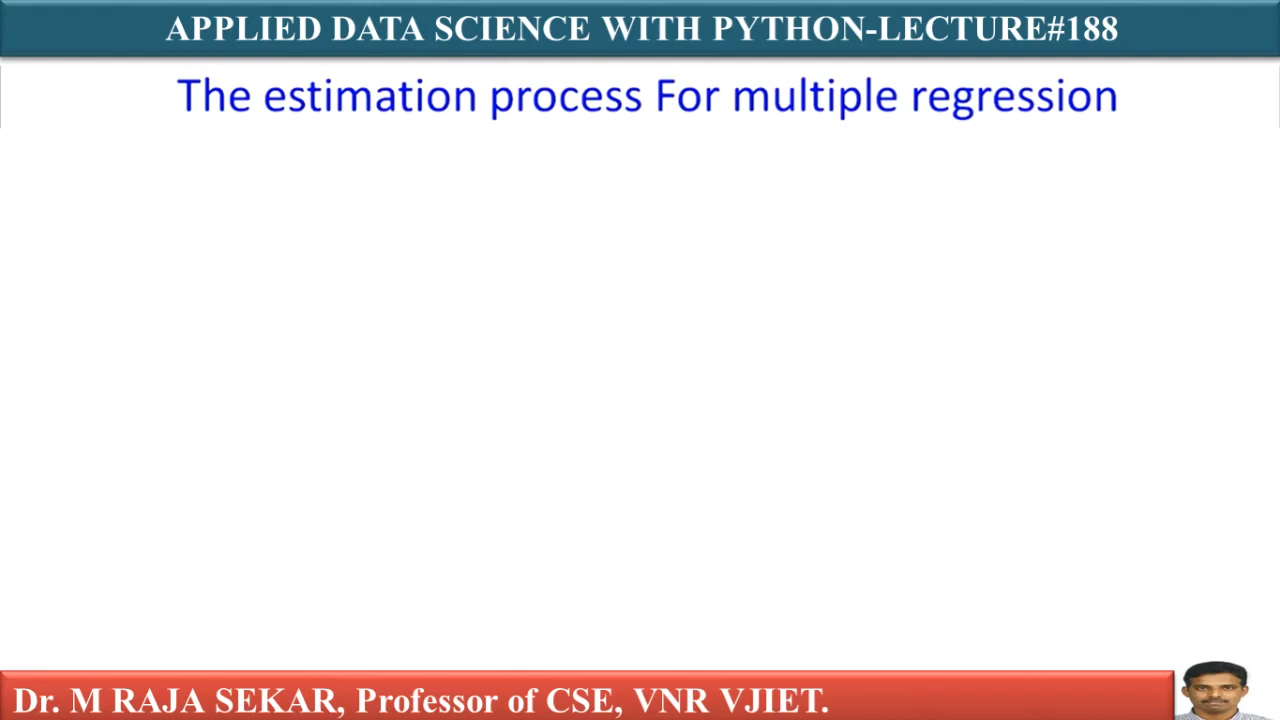 APPLIED DATA SCIENCE WITH PYTHON-LECTURE#188
The estimation process For multiple regression
Dr. M RAJA SEKAR, Professor of CSE, VNR VJIET.